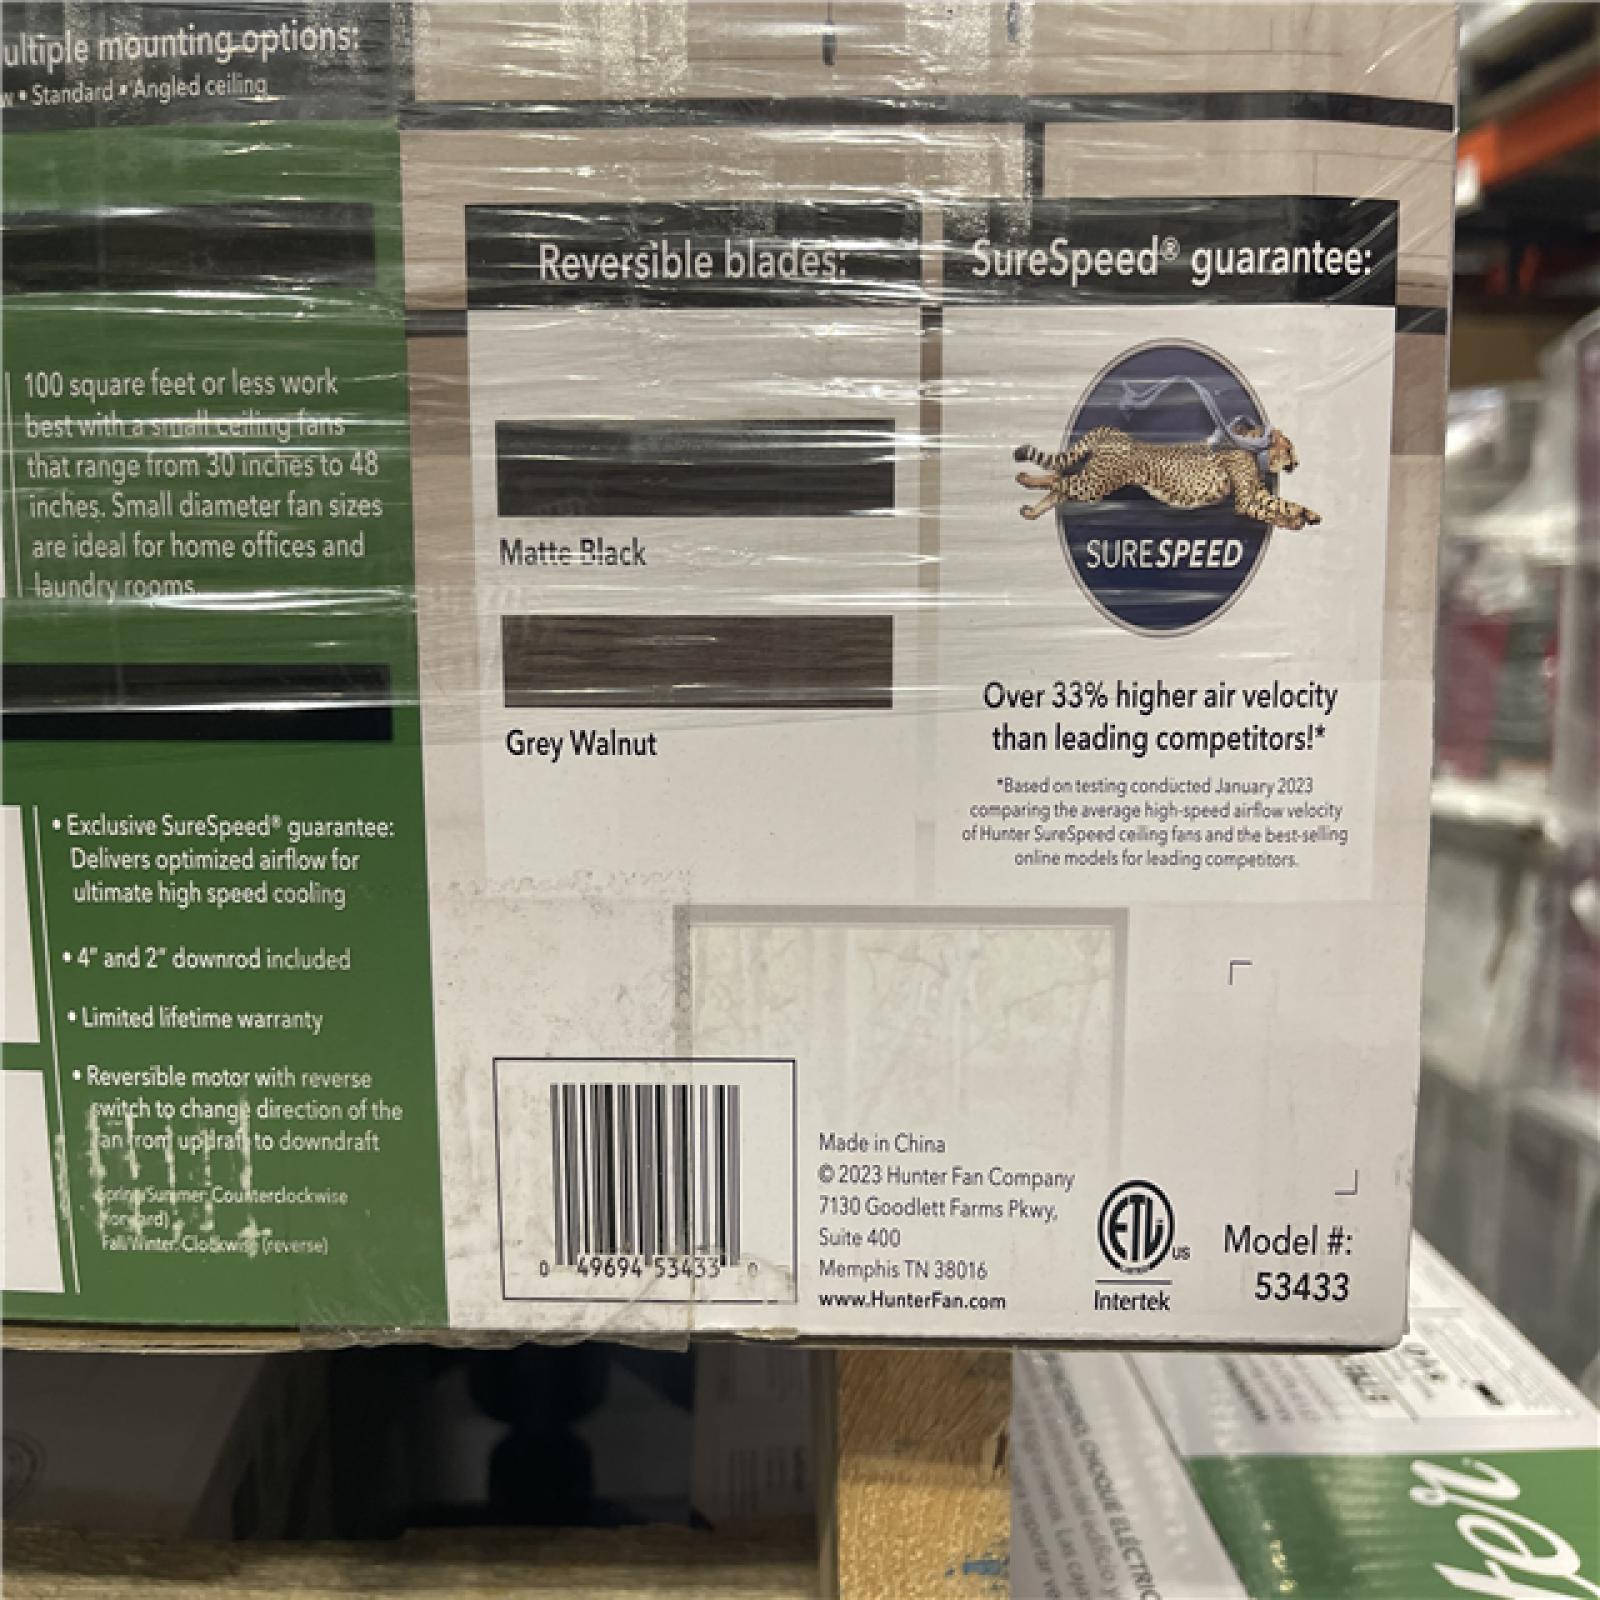 ultiple mounting options:
w • Standard • Angled ceiling
100 square feet or less work
best with a small ceiling fans
that range from 30 inches to 48
inches. Small diameter fan sizes
are ideal for home offices and
laundry rooms.
• Exclusive SureSpeed® guarantee:
Delivers optimized airflow for
ultimate high speed cooling
• 4" and 2" downrod included
• Limited lifetime warranty
• Reversible motor with reverse
switch to change direction of the
fan from updraft to downdraft
Spring/Summer: Counterclockwise
(forward)
Fall/Winter: Clockwise (reverse)
Reversible blades:
Matte Black
Grey Walnut
SureSpeed® guarantee:
SURESPEED
Over 33% higher air velocity
than leading competitors!*
*Based on testing conducted January 2023
comparing the average high-speed airflow velocity
of Hunter SureSpeed ceiling fans and the best-selling
online models for leading competitors.
0 49694 53433 0
Made in China
© 2023 Hunter Fan Company
7130 Goodlett Farms Pkwy,
Suite 400
Memphis TN 38016
www.HunterFan.com
ETL
US
Intertek
Model #:
53433
CHOQUE ELÉCTRIC
ter